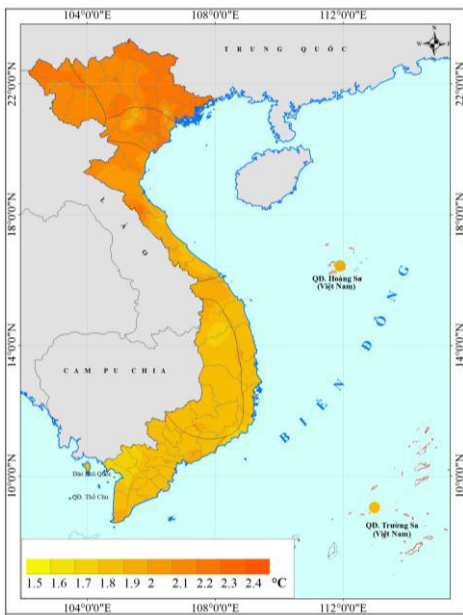 104°0'0"E 108°0'0"E 112°0'0"E
N
W E
S
TRUNG QUỐC
22°0'0"N 22°0'0"N
LÀO
18°0'0"N 18°0'0"N
QĐ. Hoàng Sa
(Việt Nam)
BIỂN ĐÔNG
14°0'0"N 14°0'0"N
CAM PU CHIA
10°0'0"N 10°0'0"N
Đảo Phú Quốc
QĐ. Thổ Chu
QĐ. Trường Sa
(Việt Nam)
1.5 1.6 1.7 1.8 1.9 2 2.1 2.2 2.3 2.4 ºC
104°0'0"E 108°0'0"E 112°0'0"E